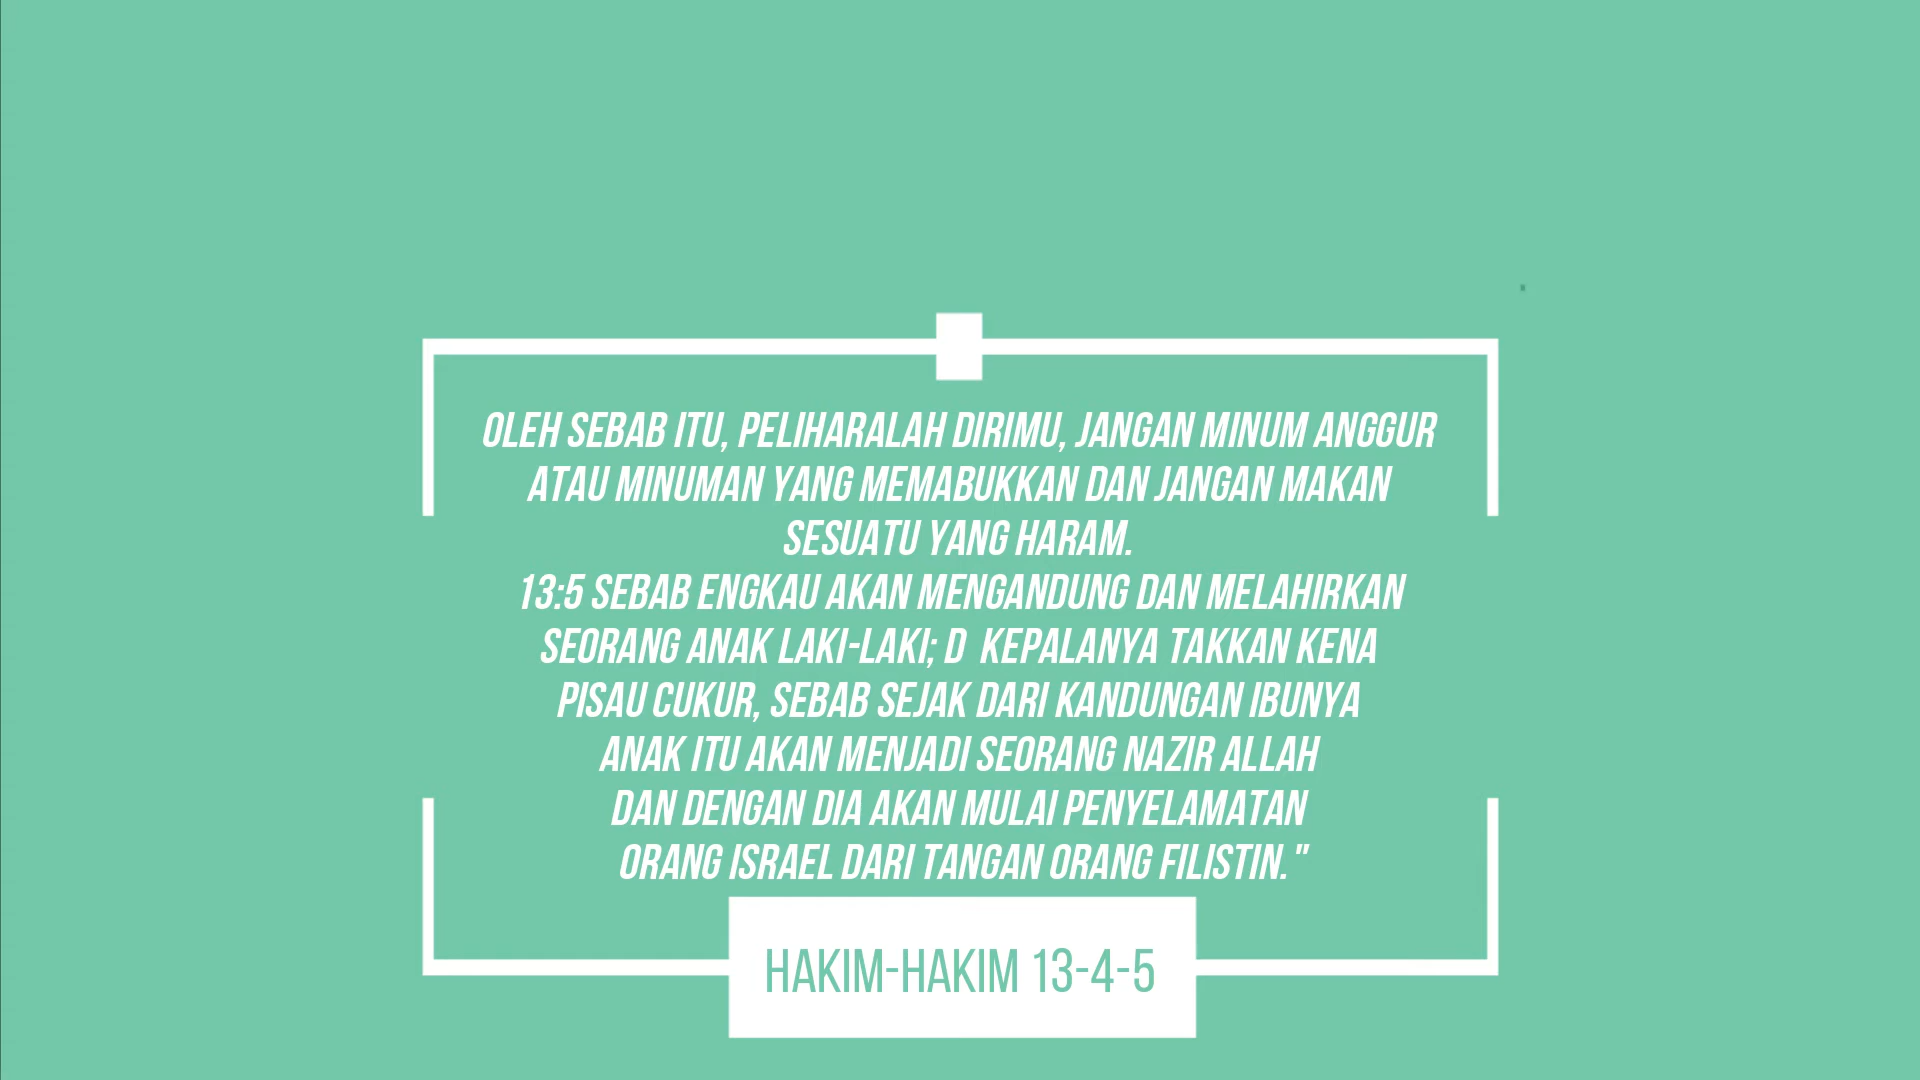 OLEH SEBAB ITU, PELIHARALAH DIRIMU, JANGAN MINUM ANGGUR
ATAU MINUMAN YANG MEMABUKKAN DAN JANGAN MAKAN
SESUATU YANG HARAM.
13:5 SEBAB ENGKAU AKAN MENGANDUNG DAN MELAHIRKAN
SEORANG ANAK LAKI-LAKI; D KEPALANYA TAKKAN KENA
PISAU CUKUR, SEBAB SEJAK DARI KANDUNGAN IBUNYA
ANAK ITU AKAN MENJADI SEORANG NAZIR ALLAH
DAN DENGAN DIA AKAN MULAI PENYELAMATAN
ORANG ISRAEL DARI TANGAN ORANG FILISTIN."
HAKIM-HAKIM 13-4-5